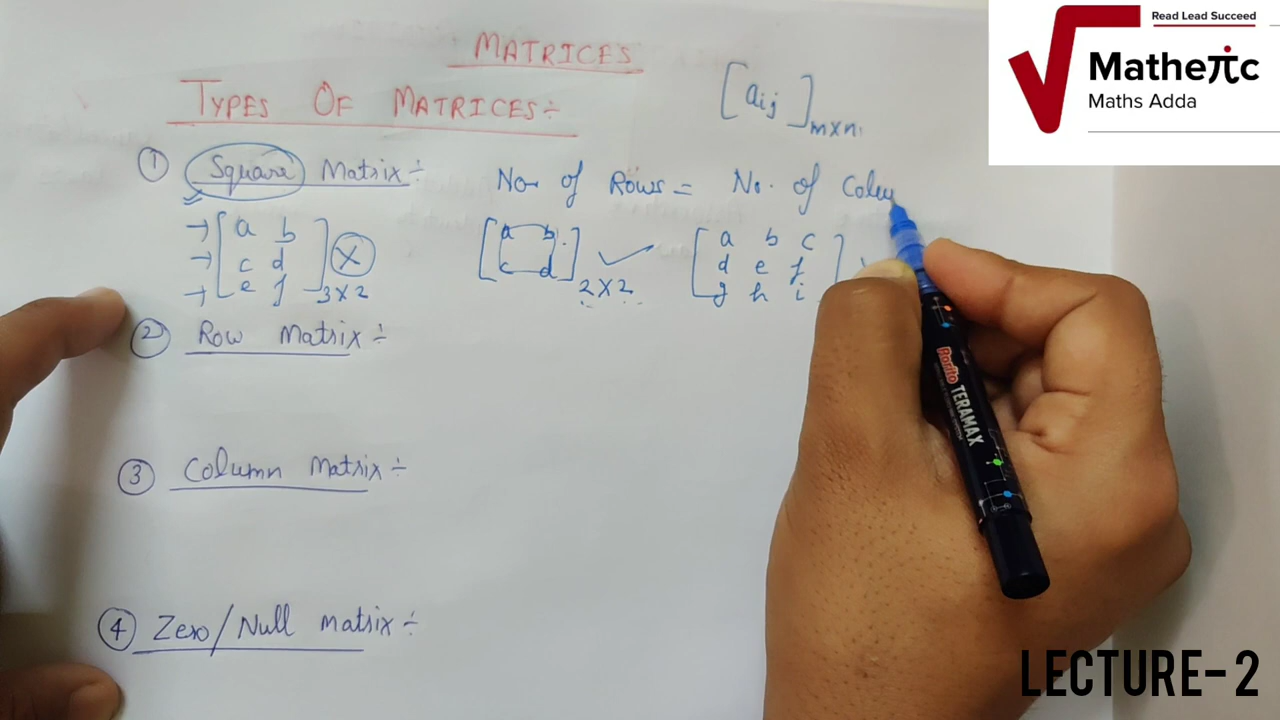 MATRICES
TYPES OF MATRICES÷
[aij]m×n
① Square Matrix÷ No. of Rows = No. of Colu
→ [a b
→ c d
→ e f]3×2 X
[a b
c d]2×2 ✓
[a b c
d e f
g h i]
② Row Matrix÷
③ Column Matrix÷
④ Zero/Null matrix÷
Read Lead Succeed
Matheπc
Maths Adda
Rorito TERAMAX
LECTURE-2